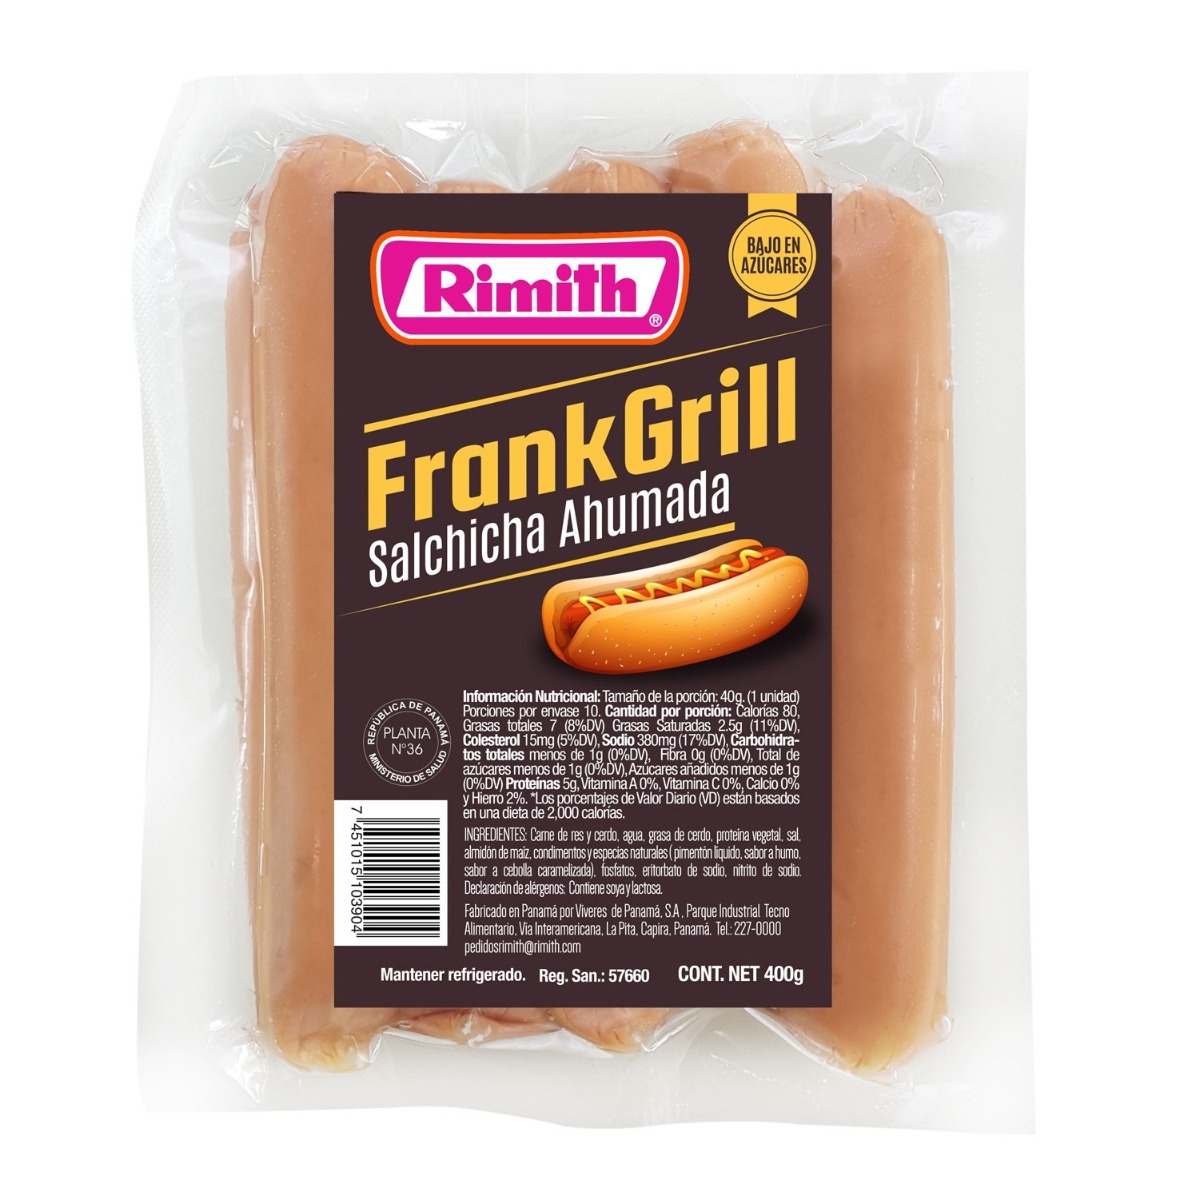 Rimith
®
BAJO EN
AZÚCARES
FrankGrill
Salchicha Ahumada
REPÚBLICA DE PANAMÁ
PLANTA
N°36
MINISTERIO DE SALUD
Información Nutricional: Tamaño de la porción: 40g. (1 unidad)
Porciones por envase 10. Cantidad por porción: Calorías 80,
Grasas totales 7 (8%DV) Grasas Saturadas 2.5g (11%DV),
Colesterol 15mg (5%DV), Sodio 380mg (17%DV), Carbohidra-
tos totales menos de 1g (0%DV), Fibra 0g (0%DV), Total de
azúcares menos de 1g (0%DV), Azúcares añadidos menos de 1g
(0%DV) Proteínas 5g, Vitamina A 0%, Vitamina C 0%, Calcio 0%
y Hierro 2%. *Los porcentajes de Valor Diario (VD) están basados
en una dieta de 2,000 calorías.
INGREDIENTES: Carne de res y cerdo, agua, grasa de cerdo, proteína vegetal, sal,
almidón de maíz, condimentos y especias naturales ( pimentón líquido, sabor a humo,
sabor a cebolla caramelizada), fosfatos, eritorbato de sodio, nitrito de sodio.
Declaración de alérgenos: Contiene soya y lactosa.
Fabricado en Panamá por Víveres de Panamá, S.A., Parque Industrial Tecno
Alimentario, Vía Interamericana, La Pita, Capira, Panamá. Tel.: 227-0000
pedidosrimith@rimith.com
7 451015 103904
Mantener refrigerado. Reg. San.: 57660 CONT. NET 400g